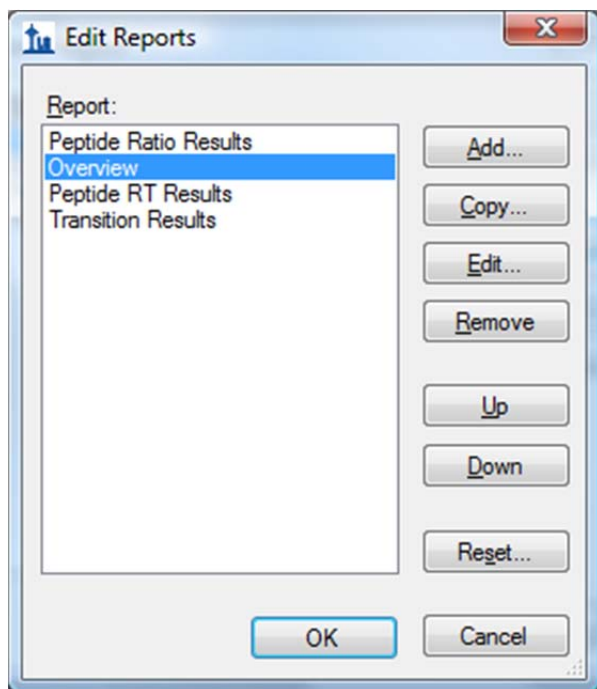 Edit Reports
Report:
Peptide Ratio Results
Overview
Peptide RT Results
Transition Results
Add...
Copy...
Edit...
Remove
Up
Down
Reset...
OK
Cancel